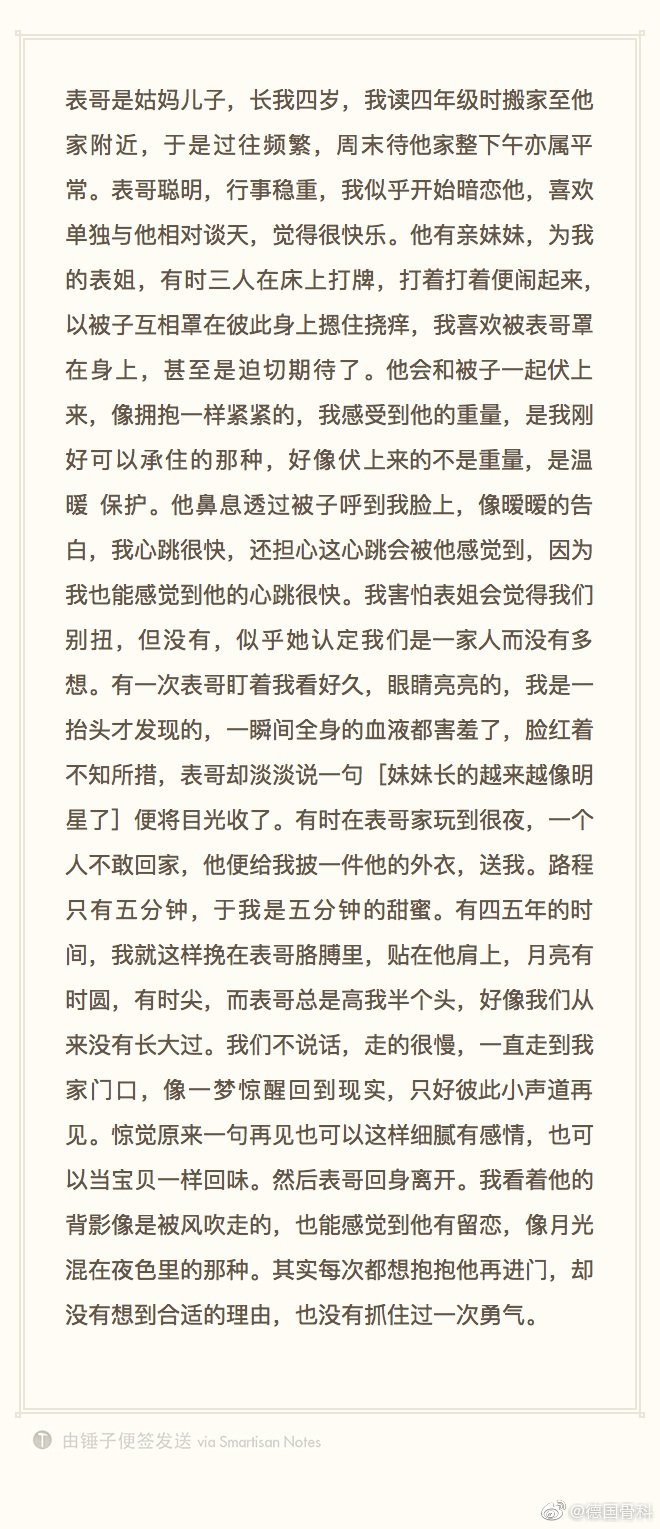 表哥是姑妈儿子，长我四岁，我读四年级时搬家至他
家附近，于是过往频繁，周末待他家整下午亦属平
常。表哥聪明，行事稳重，我似乎开始暗恋他，喜欢
单独与他相对谈天，觉得很快乐。他有亲妹妹，为我
的表姐，有时三人在床上打牌，打着打着便闹起来，
以被子互相罩在彼此身上摁住挠痒，我喜欢被表哥罩
在身上，甚至是迫切期待了。他会和被子一起伏上
来，像拥抱一样紧紧的，我感受到他的重量，是我刚
好可以承住的那种，好像伏上来的不是重量，是温
暖 保护。他鼻息透过被子呼到我脸上，像暧暧的告
白，我心跳很快，还担心这心跳会被他感觉到，因为
我也能感觉到他的心跳很快。我害怕表姐会觉得我们
别扭，但没有，似乎她认定我们是一家人而没有多
想。有一次表哥盯着我看好久，眼睛亮亮的，我是一
抬头才发现的，一瞬间全身的血液都害羞了，脸红着
不知所措，表哥却淡淡说一句［妹妹长的越来越像明
星了］便将目光收了。有时在表哥家玩到很夜，一个
人不敢回家，他便给我披一件他的外衣，送我。路程
只有五分钟，于我是五分钟的甜蜜。有四五年的时
间，我就这样挽在表哥胳膊里，贴在他肩上，月亮有
时圆，有时尖，而表哥总是高我半个头，好像我们从
来没有长大过。我们不说话，走的很慢，一直走到我
家门口，像一梦惊醒回到现实，只好彼此小声道再
见。惊觉原来一句再见也可以这样细腻有感情，也可
以当宝贝一样回味。然后表哥回身离开。我看着他的
背影像是被风吹走的，也能感觉到他有留恋，像月光
混在夜色里的那种。其实每次都想抱抱他再进门，却
没有想到合适的理由，也没有抓住过一次勇气。
由锤子便签发送 via Smartisan Notes
@德国骨科